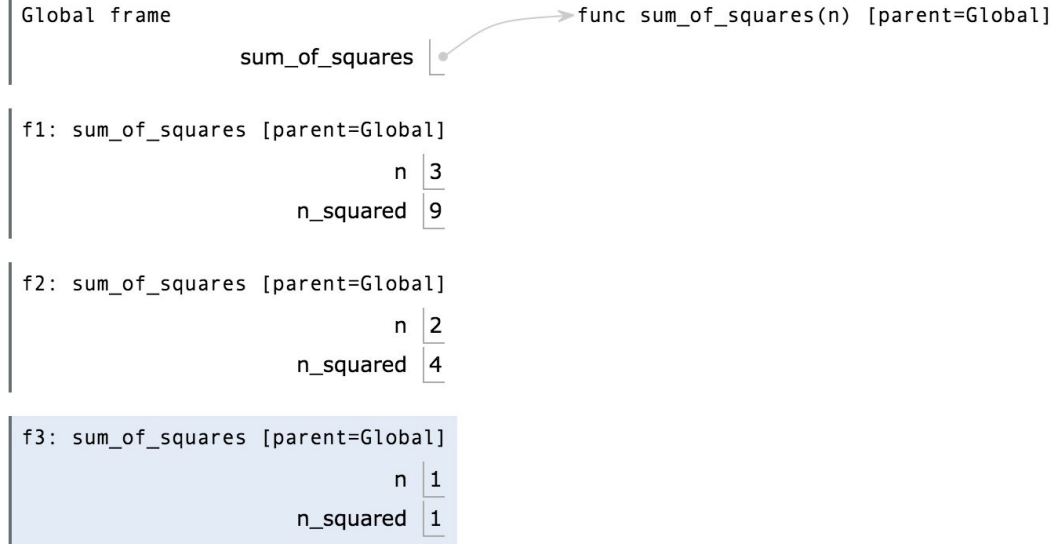 Global frame
func sum_of_squares(n) [parent=Global]
sum_of_squares
f1: sum_of_squares [parent=Global]
n 3
n_squared 9
f2: sum_of_squares [parent=Global]
n 2
n_squared 4
f3: sum_of_squares [parent=Global]
n 1
n_squared 1